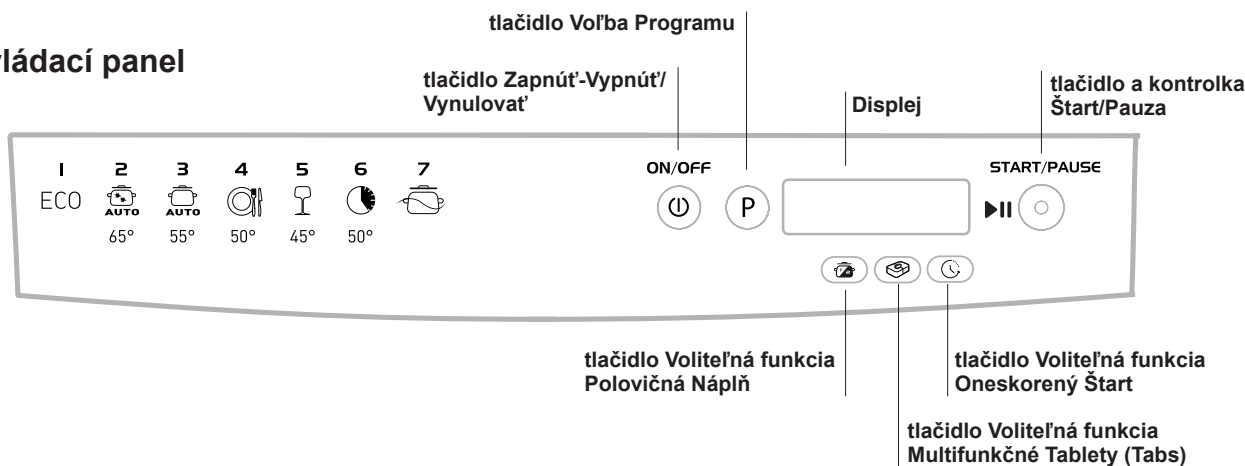 tlačidlo Voľba Programu
vládací panel
tlačidlo Zapnúť-Vypnúť/
Vynulovať
Displej
tlačidlo a kontrolka
Štart/Pauza
1 2 3 4 5 6 7
ECO AUTO AUTO
65° 55° 50° 45° 50°
ON/OFF
P
START/PAUSE
tlačidlo Voliteľná funkcia
Polovičná Náplň
tlačidlo Voliteľná funkcia
Oneskorený Štart
tlačidlo Voliteľná funkcia
Multifunkčné Tablety (Tabs)